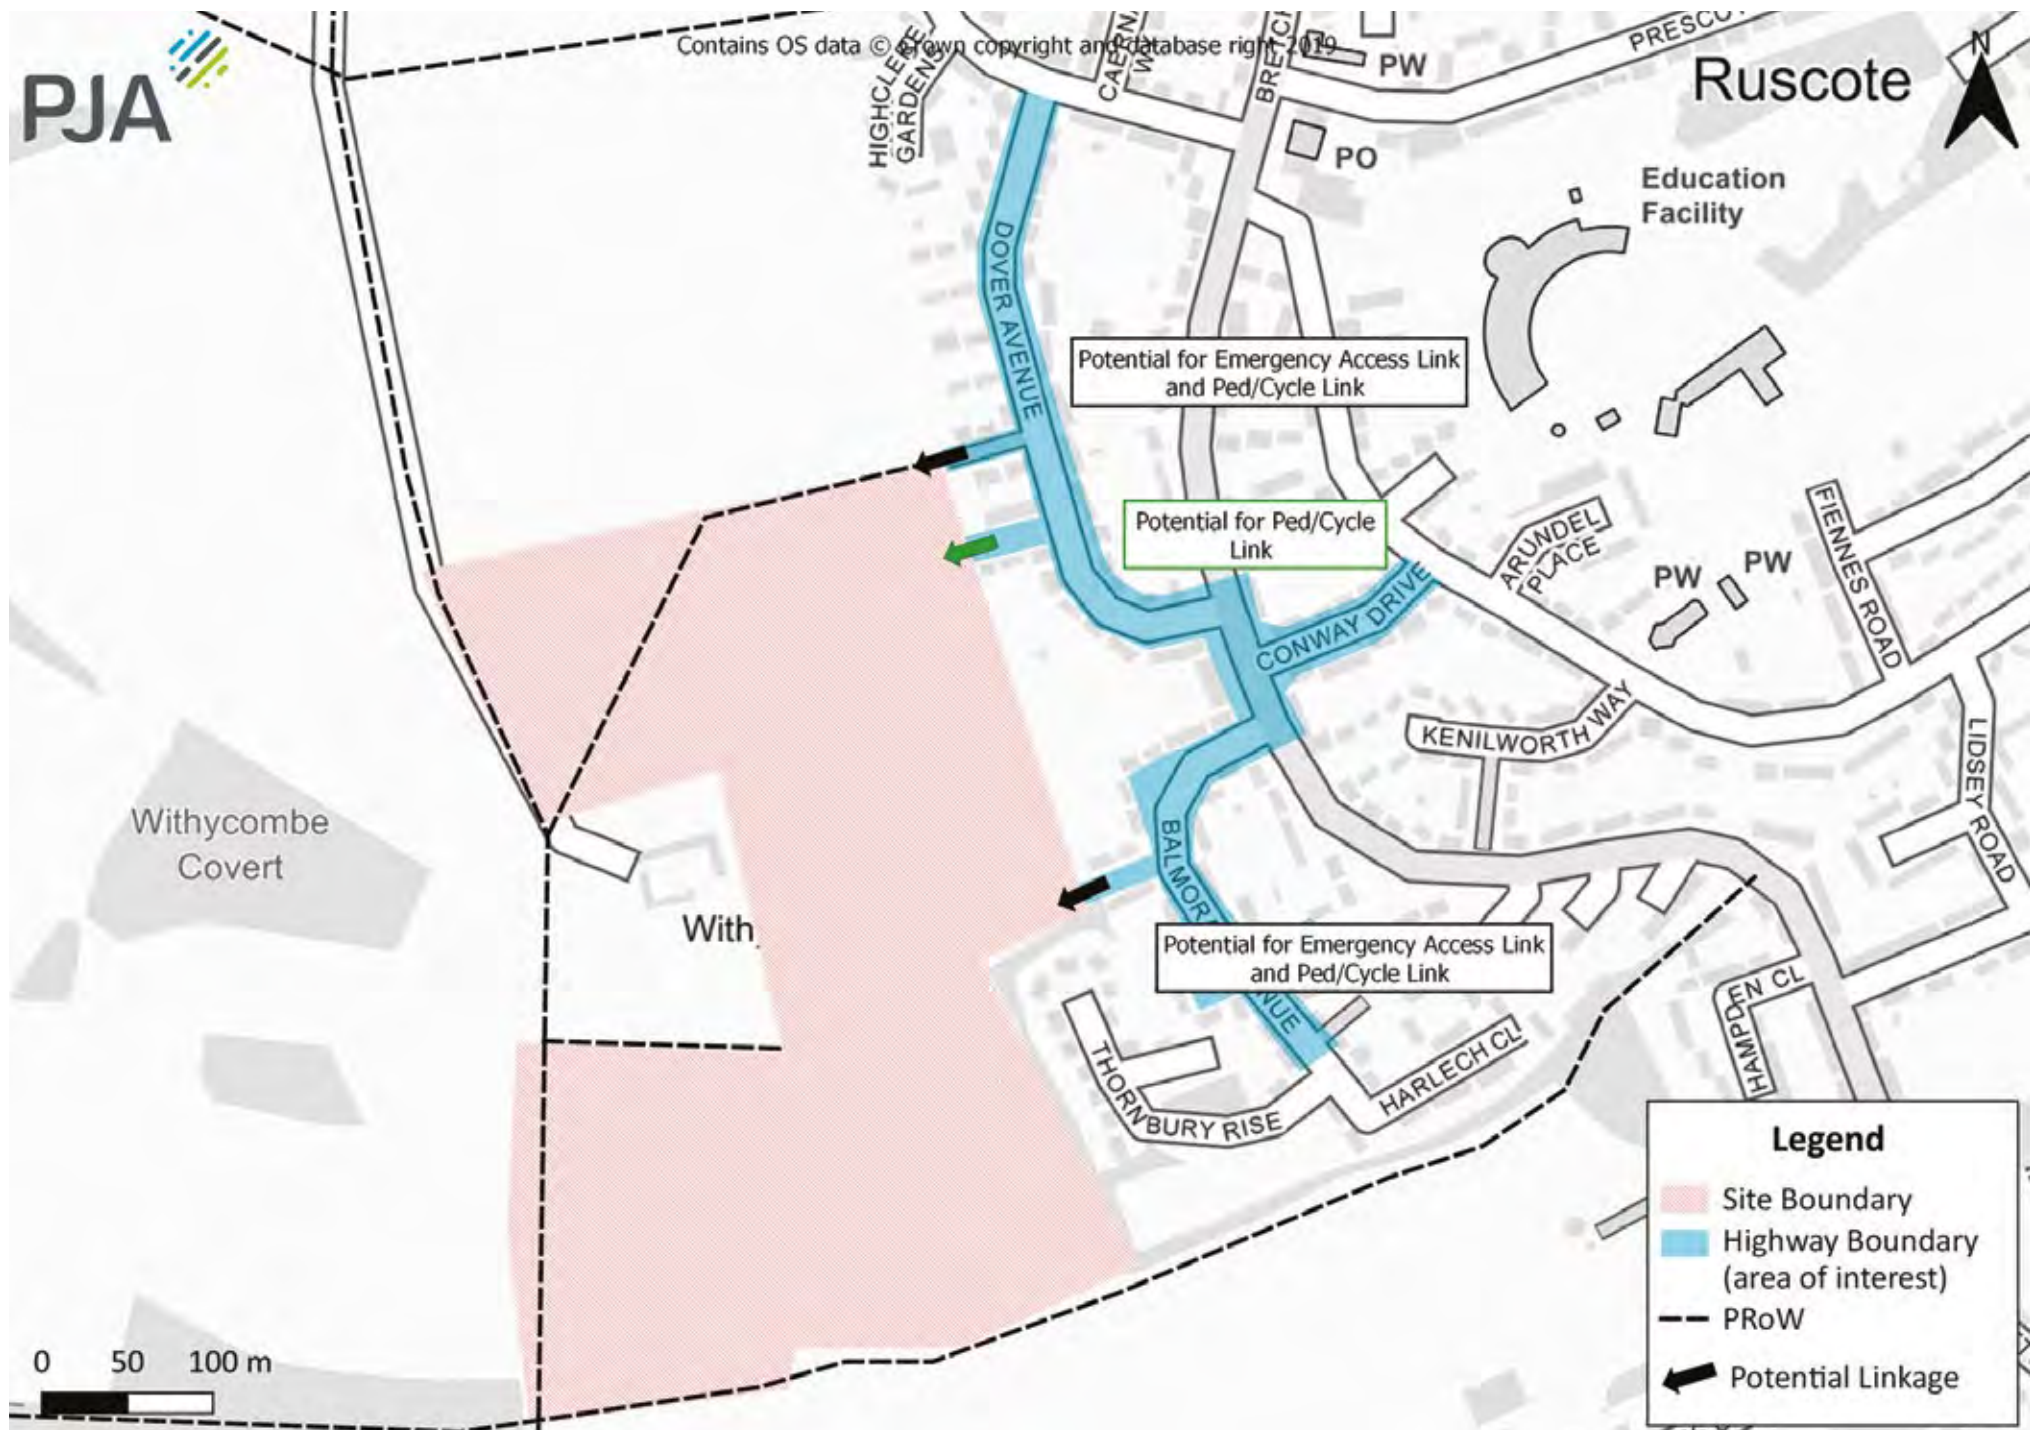 PJA
Contains OS data © Crown copyright and database right 2019
Ruscote
N
HIGHCLERE
GARDENS
PW
PO
Education
Facility
DOVER AVENUE
Potential for Emergency Access Link
and Ped/Cycle Link
Potential for Ped/Cycle
Link
ARUNDEL
PLACE
FIENNES ROAD
PW
PW
CONWAY DRIVE
KENILWORTH WAY
LIDSEY ROAD
Withycombe
Covert
With
BALMOR
NUE
Potential for Emergency Access Link
and Ped/Cycle Link
HAMPDEN CL
THORNBURY RISE
HARLECH CL
Legend
Site Boundary
Highway Boundary
(area of interest)
PRoW
Potential Linkage
0 50 100 m